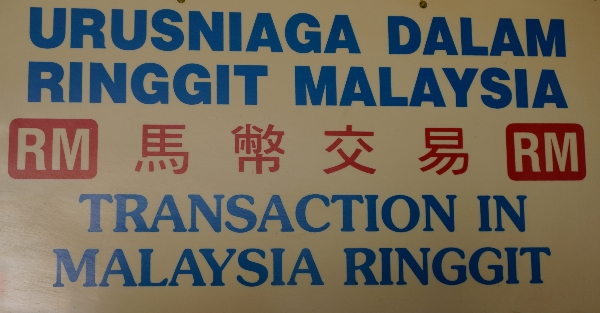 URUSNIAGA DALAM
RINGGIT MALAYSIA
RM 馬幣交易 RM
TRANSACTION IN
MALAYSIA RINGGIT